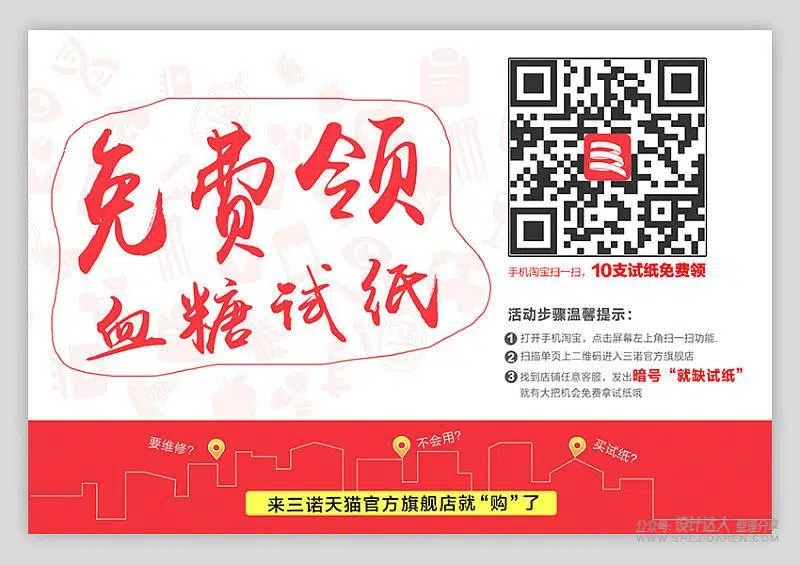 免费领
血糖试纸
手机淘宝扫一扫，10支试纸免费领
活动步骤温馨提示：
1 打开手机淘宝，点击屏幕左上角扫一扫功能.
2 扫描单页上二维码进入三诺官方旗舰店
3 找到店铺任意客服，发出暗号“就缺试纸”
就有大把机会免费拿试纸哦
要维修?
不会用?
买试纸?
来三诺天猫官方旗舰店就“购”了
公众号: 设计达人 整理分享
WWW.SHEJIDAREN.COM